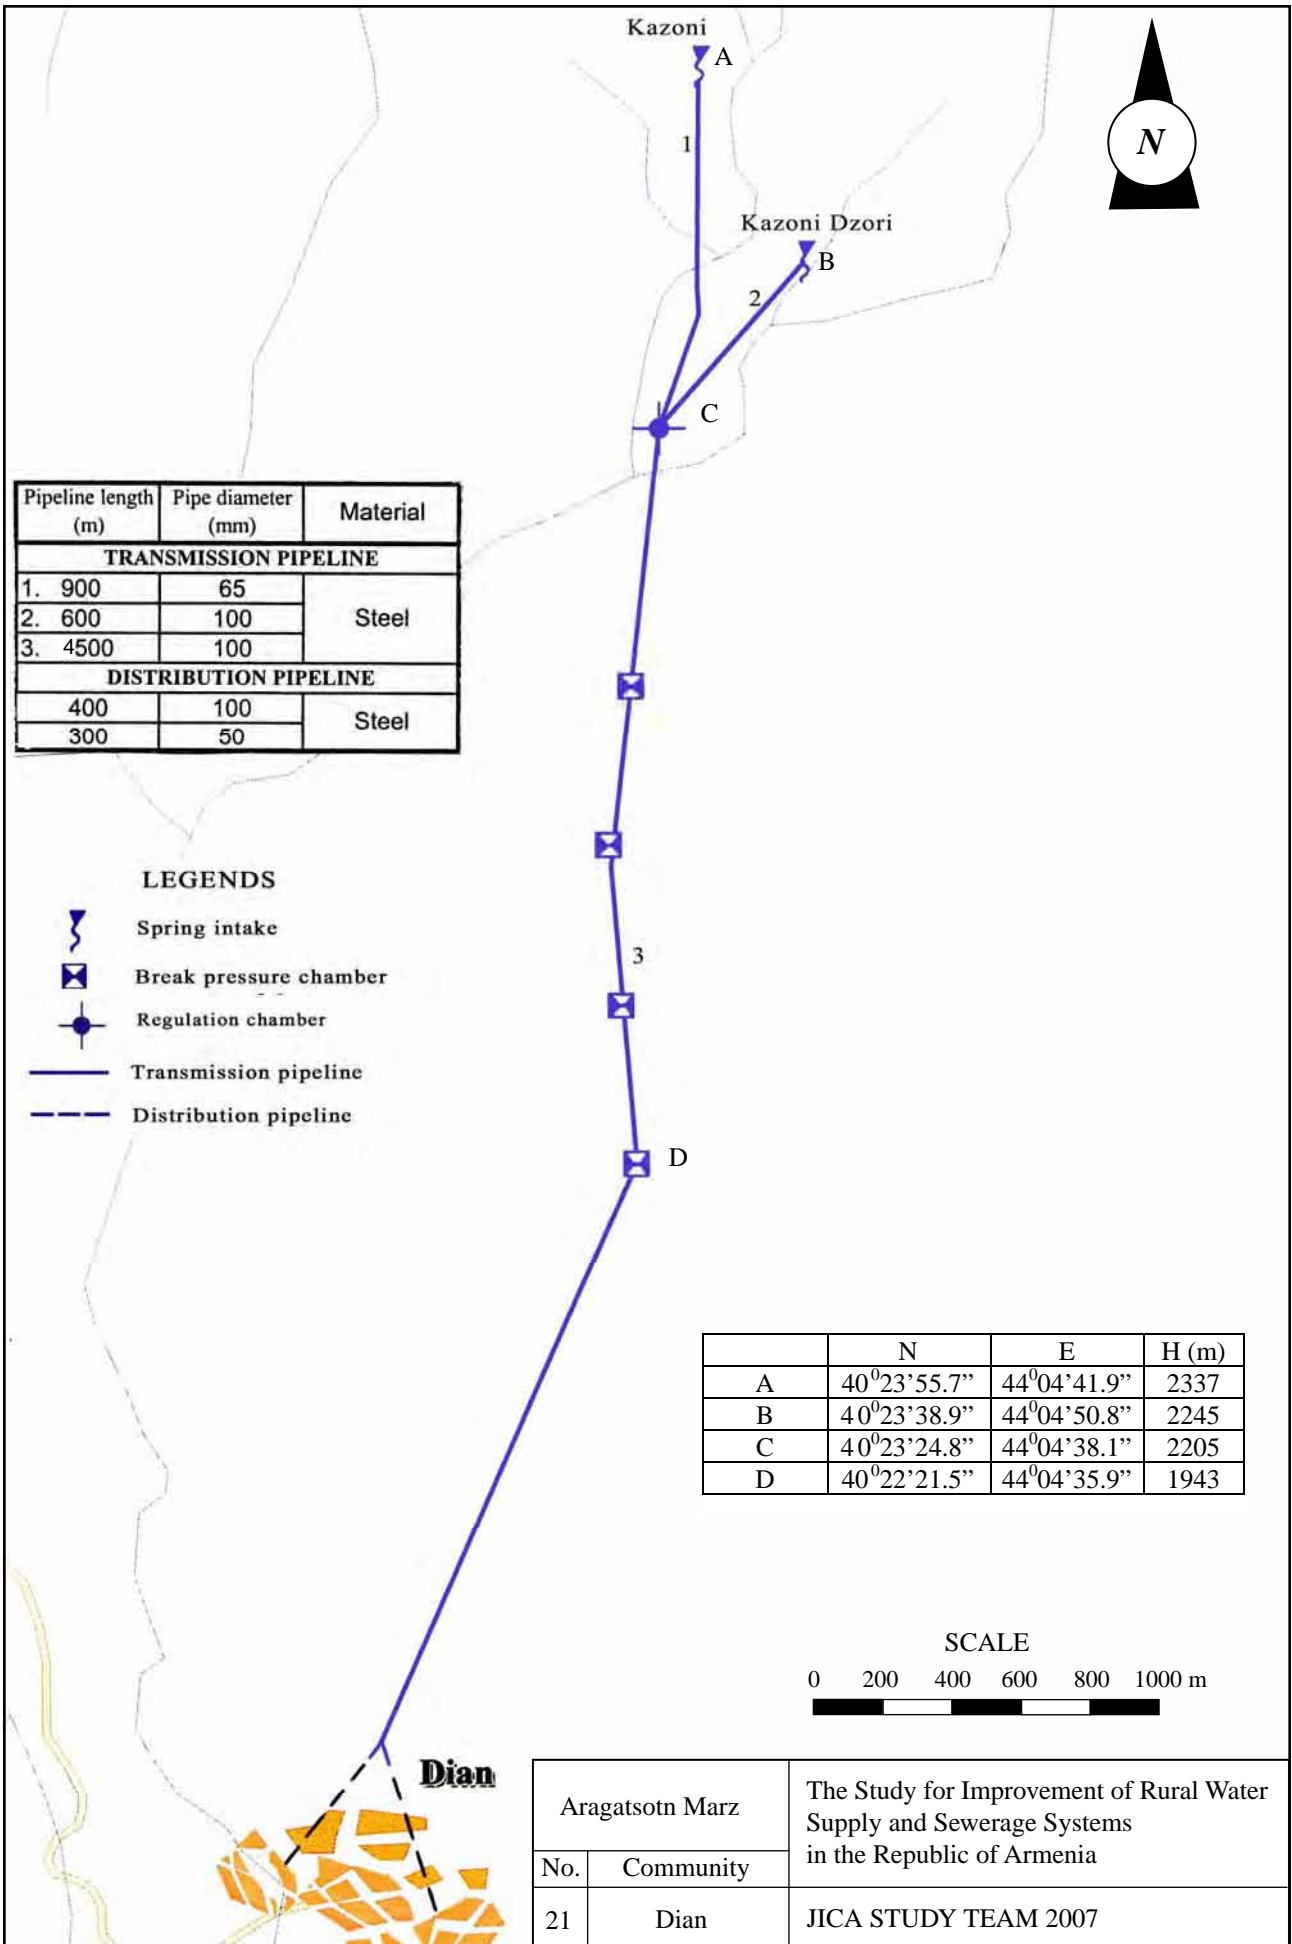 Kazoni
A
N
1
Kazoni Dzori
B
2
C
Pipeline length (m) Pipe diameter (mm) Material
TRANSMISSION PIPELINE
1. 900 65 Steel
2. 600 100
3. 4500 100
DISTRIBUTION PIPELINE
400 100 Steel
300 50
LEGENDS
Spring intake
Break pressure chamber
Regulation chamber
Transmission pipeline
Distribution pipeline
3
D
N E H (m)
A 40⁰23’55.7” 44⁰04’41.9” 2337
B 40⁰23’38.9” 44⁰04’50.8” 2245
C 40⁰23’24.8” 44⁰04’38.1” 2205
D 40⁰22’21.5” 44⁰04’35.9” 1943
SCALE
0 200 400 600 800 1000 m
Dian
Aragatsotn Marz
The Study for Improvement of Rural Water
Supply and Sewerage Systems
in the Republic of Armenia
No. Community
21 Dian
JICA STUDY TEAM 2007